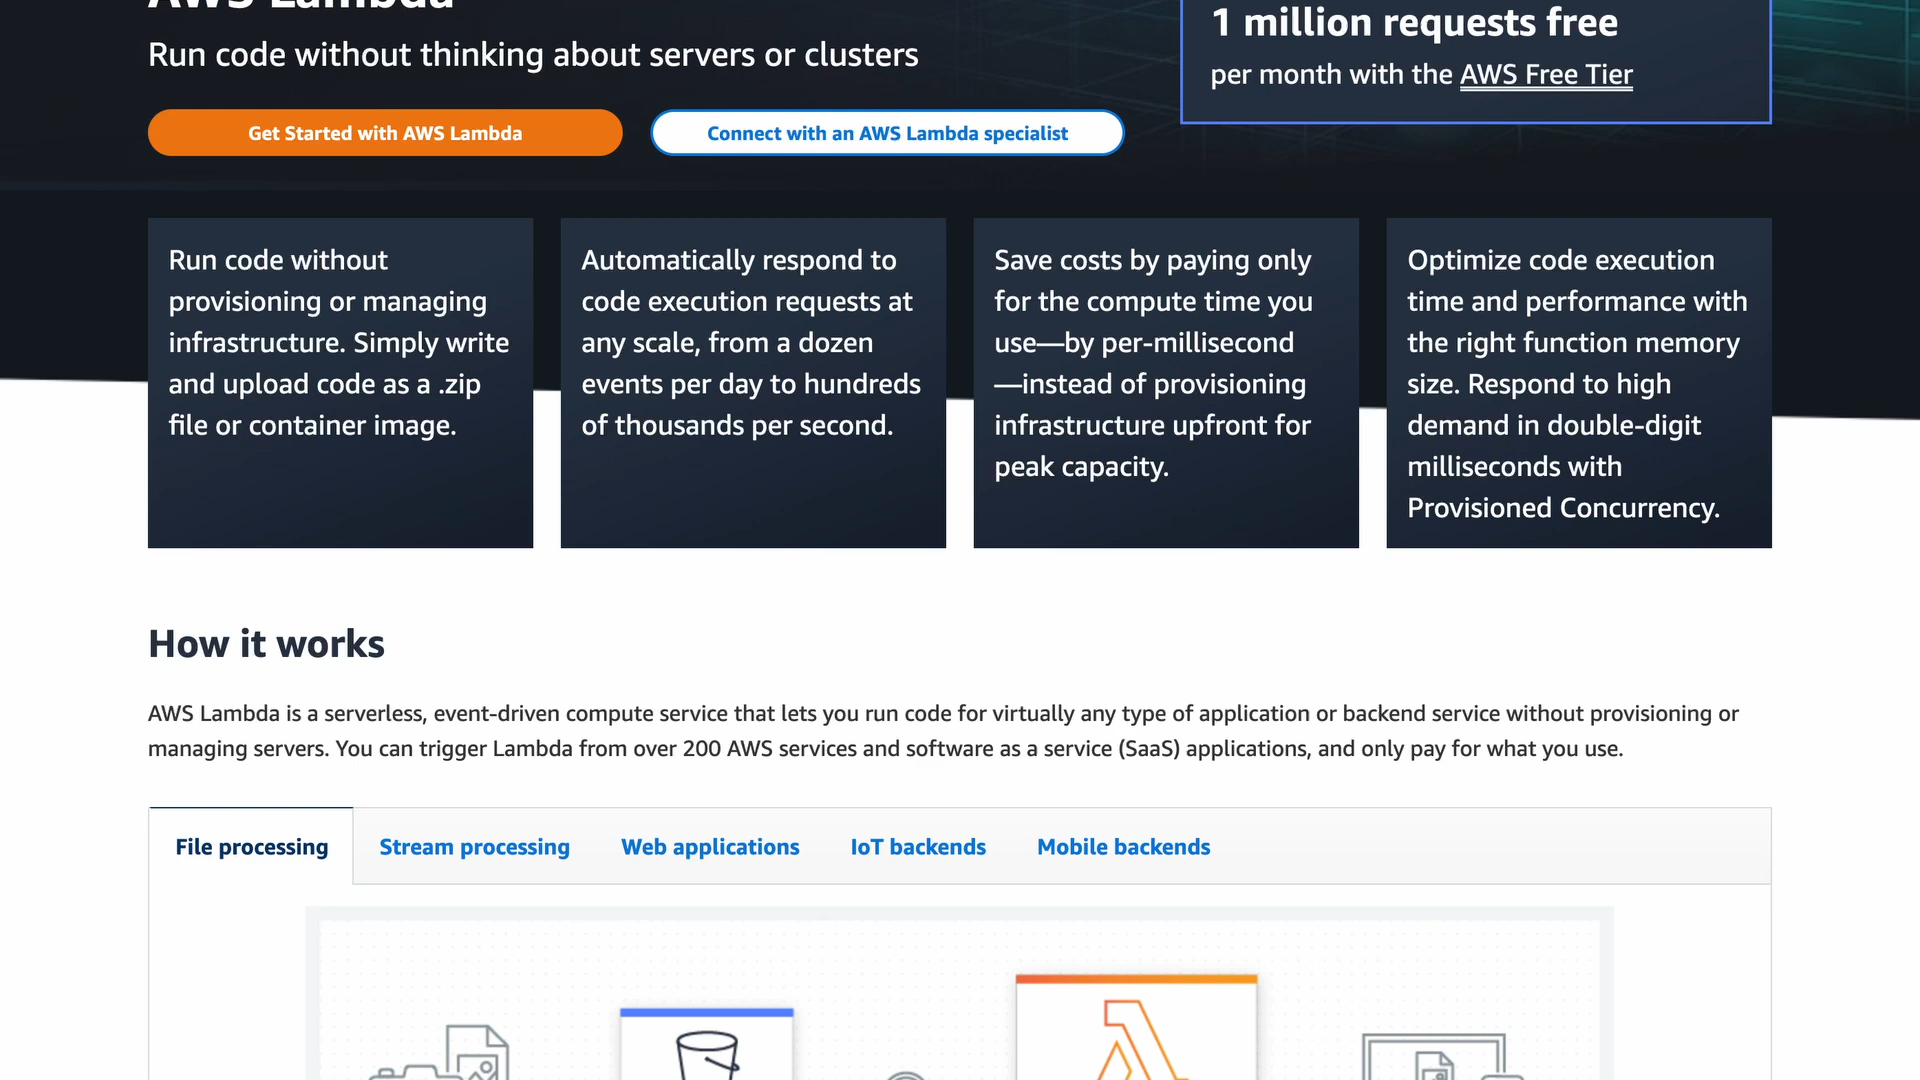 AWS Lambda
Run code without thinking about servers or clusters
Get Started with AWS Lambda
Connect with an AWS Lambda specialist
1 million requests free
per month with the AWS Free Tier
Run code without
provisioning or managing
infrastructure. Simply write
and upload code as a .zip
file or container image.
Automatically respond to
code execution requests at
any scale, from a dozen
events per day to hundreds
of thousands per second.
Save costs by paying only
for the compute time you
use—by per-millisecond
—instead of provisioning
infrastructure upfront for
peak capacity.
Optimize code execution
time and performance with
the right function memory
size. Respond to high
demand in double-digit
milliseconds with
Provisioned Concurrency.
How it works
AWS Lambda is a serverless, event-driven compute service that lets you run code for virtually any type of application or backend service without provisioning or
managing servers. You can trigger Lambda from over 200 AWS services and software as a service (SaaS) applications, and only pay for what you use.
File processing
Stream processing
Web applications
IoT backends
Mobile backends